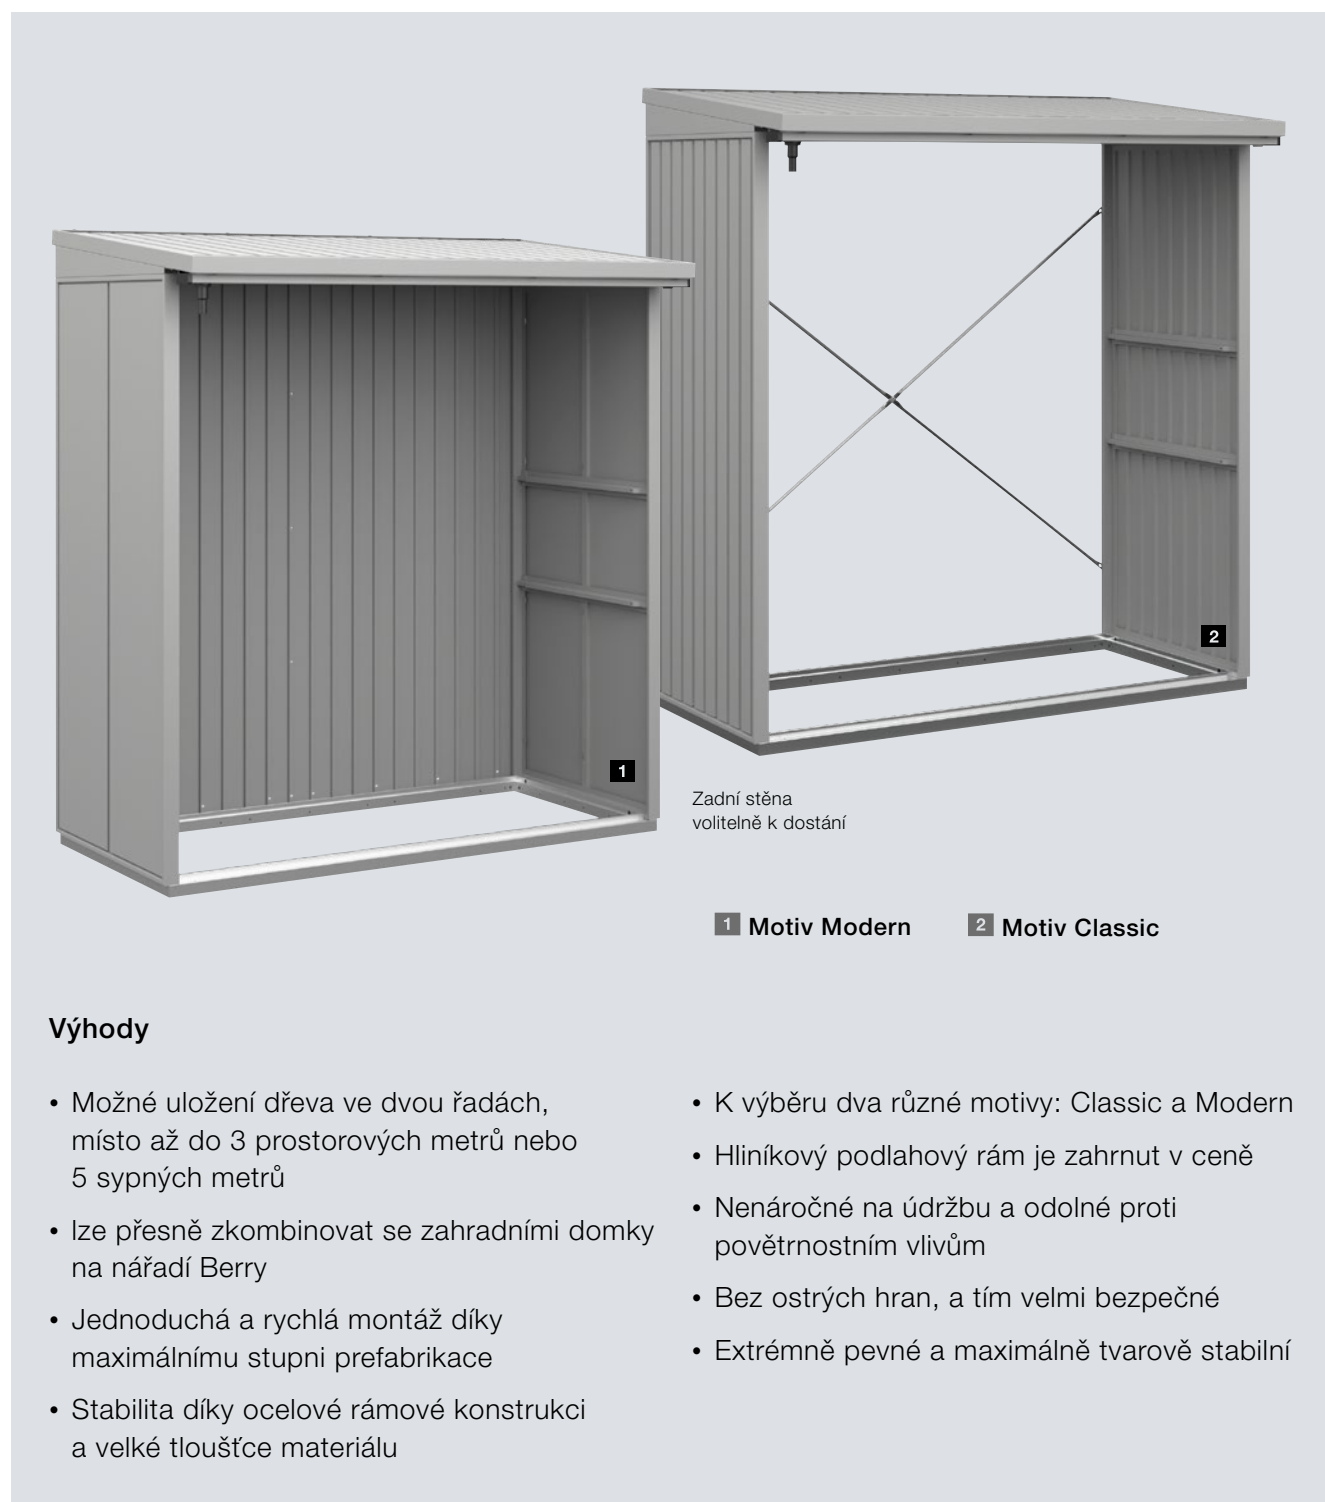 2
1
Zadní stěna
volitelně k dostání
1 Motiv Modern
2 Motiv Classic
Výhody
• Možné uložení dřeva ve dvou řadách,
místo až do 3 prostorových metrů nebo
5 sypných metrů
• lze přesně zkombinovat se zahradními domky
na nářadí Berry
• Jednoduchá a rychlá montáž díky
maximálnímu stupni prefabrikace
• Stabilita díky ocelové rámové konstrukci
a velké tloušťce materiálu
• K výběru dva různé motivy: Classic a Modern
• Hliníkový podlahový rám je zahrnut v ceně
• Nenáročné na údržbu a odolné proti
povětrnostním vlivům
• Bez ostrých hran, a tím velmi bezpečné
• Extrémně pevné a maximálně tvarově stabilní